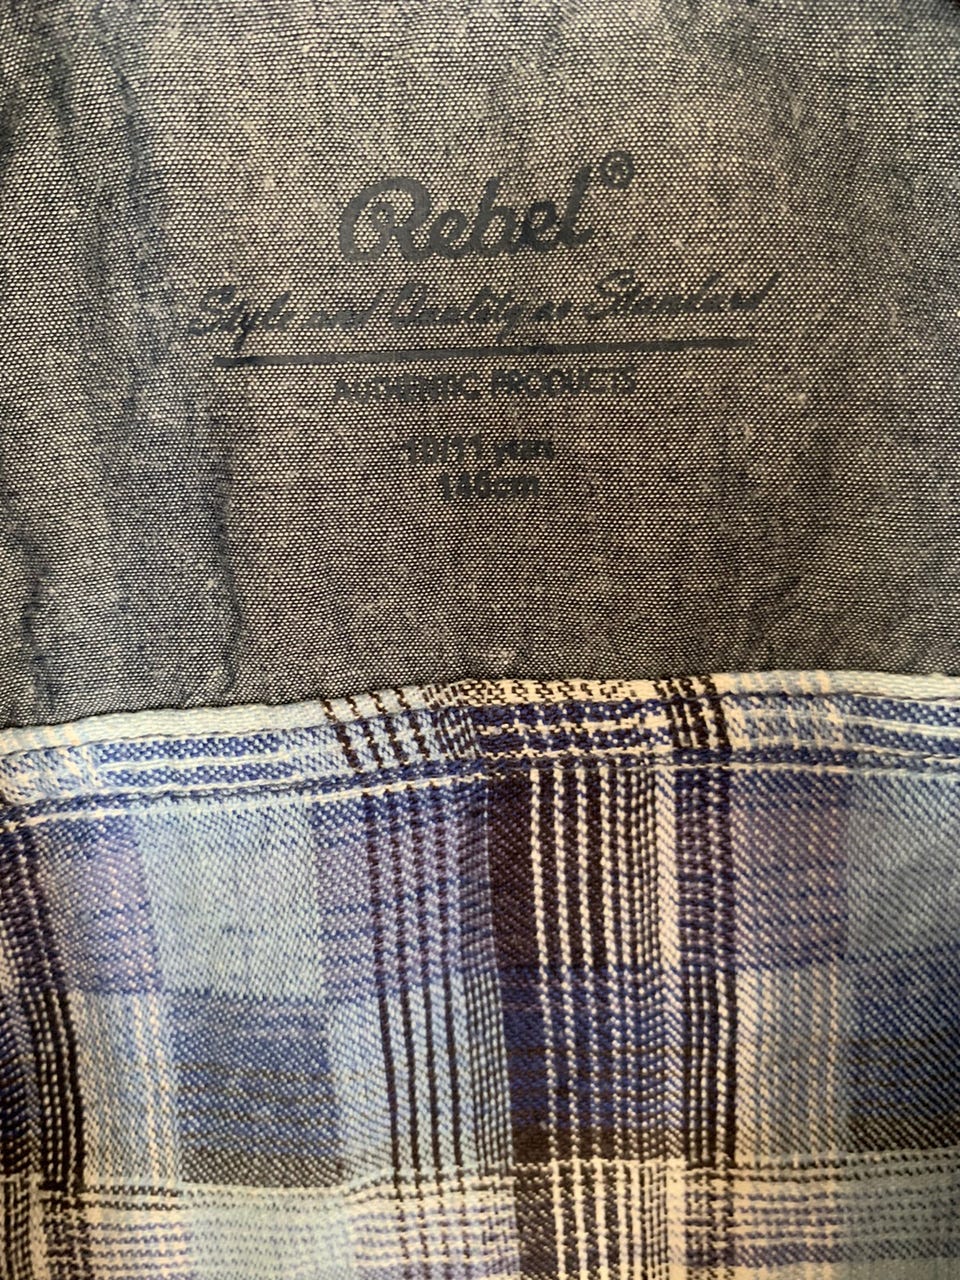 Rebel®
Style and Quality as Standard
AUTHENTIC PRODUCTS
10/11 yrs
146cm